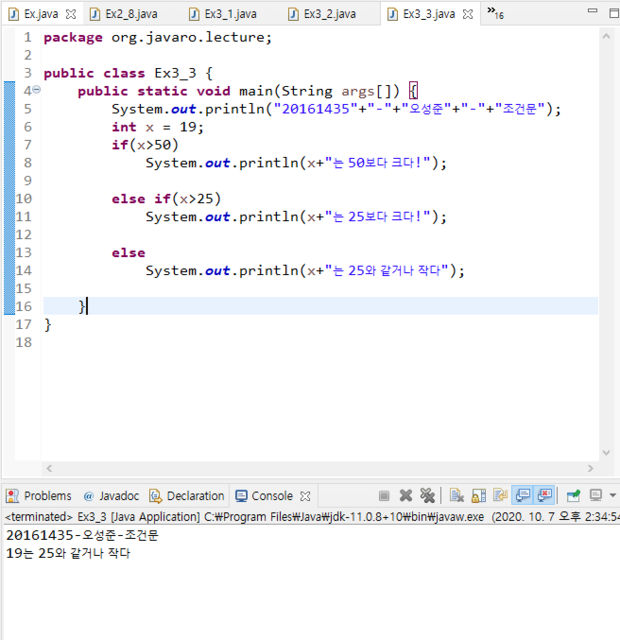 Ex.java Ex2_8.java Ex3_1.java Ex3_2.java Ex3_3.java »16
1 package org.javaro.lecture;
2
3 public class Ex3_3 {
4 public static void main(String args[]) {
5 System.out.println("20161435"+"-"+"오성준"+"-"+"조건문");
6 int x = 19;
7 if(x>50)
8 System.out.println(x+"는 50보다 크다!");
9
10 else if(x>25)
11 System.out.println(x+"는 25보다 크다!");
12
13 else
14 System.out.println(x+"는 25와 같거나 작다");
15
16 }
17 }
18
Problems @ Javadoc Declaration Console
<terminated> Ex3_3 [Java Application] C:₩Program Files₩Java₩jdk-11.0.8+10₩bin₩javaw.exe (2020. 10. 7 오후 2:34:54
20161435-오성준-조건문
19는 25와 같거나 작다